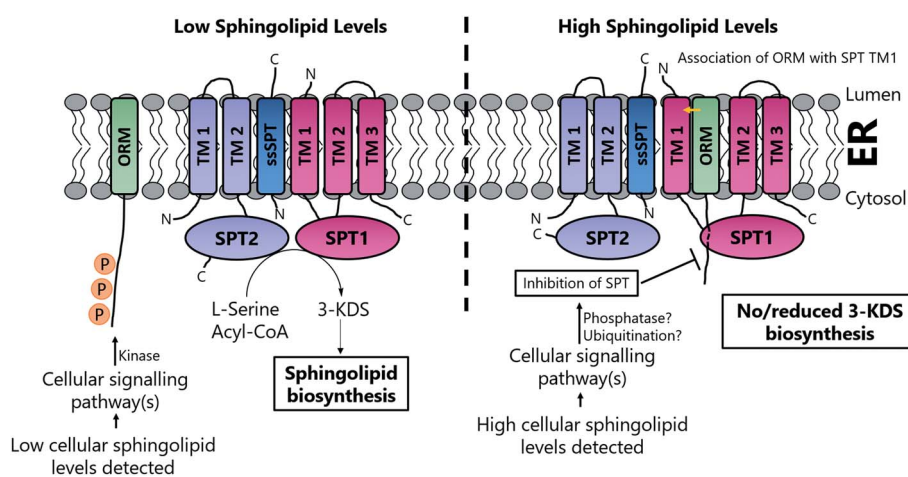 Low Sphingolipid Levels
High Sphingolipid Levels
Association of ORM with SPT TM1
C
N
C
N
Lumen
ORM
TM 1
TM 2
ssSPT
TM 1
TM 2
TM 3
TM 1
TM 2
ssSPT
TM 1
ORM
TM 2
TM 3
ER
Cytosol
N
N
C
N
N
C
SPT2
SPT1
C
SPT2
SPT1
C
P
P
P
L-Serine
Acyl-CoA
3-KDS
Inhibition of SPT
No/reduced 3-KDS
biosynthesis
Phosphatase?
Ubiquitination?
Kinase
Cellular signalling
pathway(s)
Sphingolipid
biosynthesis
Cellular signalling
pathway(s)
Low cellular sphingolipid
levels detected
High cellular sphingolipid
levels detected